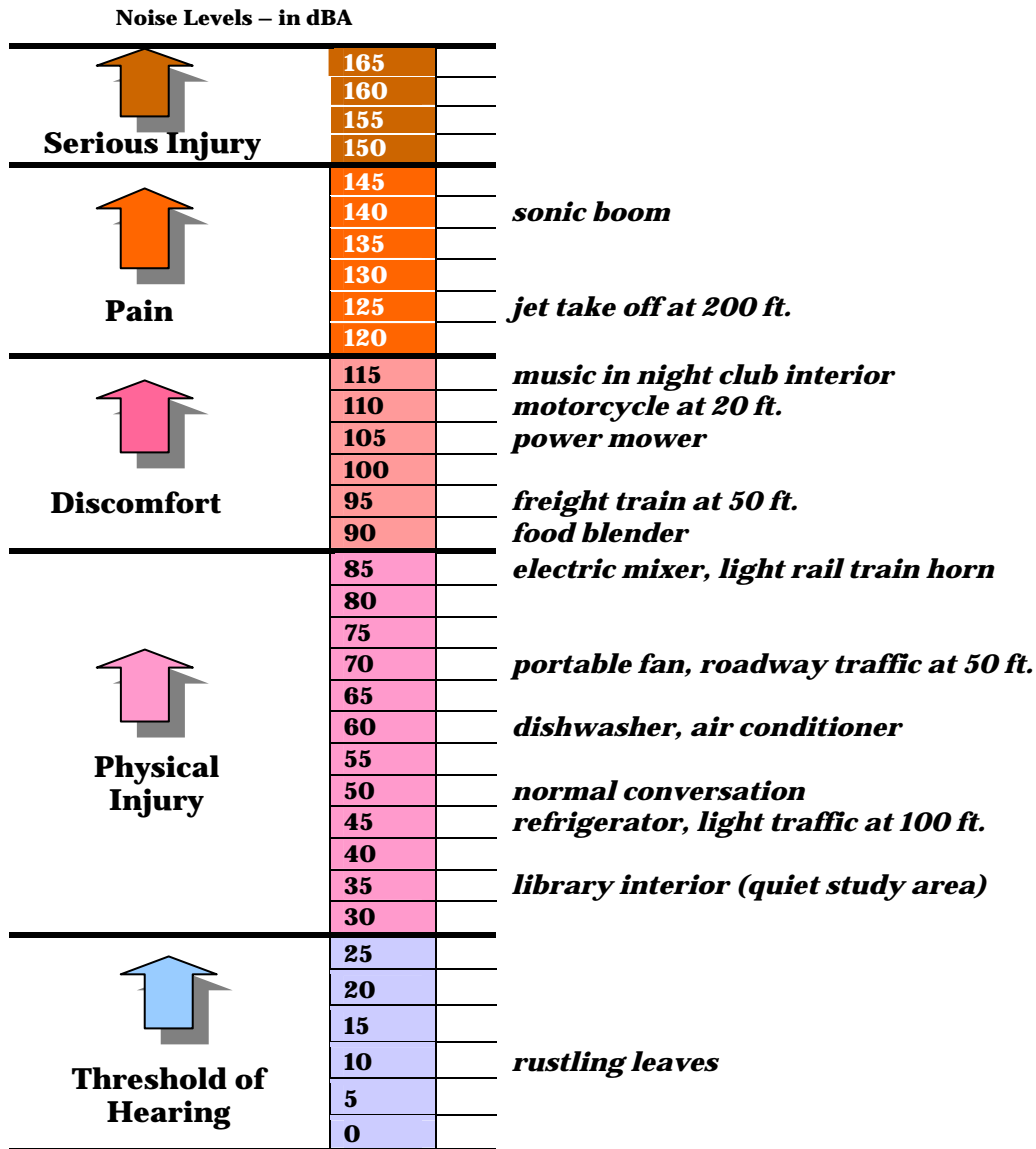 Noise Levels – in dBA
165
160
155
Serious Injury 150
145
140 sonic boom
135
130
Pain 125 jet take off at 200 ft.
120
115 music in night club interior
110 motorcycle at 20 ft.
105 power mower
100
Discomfort 95 freight train at 50 ft.
90 food blender
85 electric mixer, light rail train horn
80
75
70 portable fan, roadway traffic at 50 ft.
65
60 dishwasher, air conditioner
55
Physical
Injury
50 normal conversation
45 refrigerator, light traffic at 100 ft.
40
35 library interior (quiet study area)
30
25
20
15
10 rustling leaves
Threshold of
Hearing
5
0